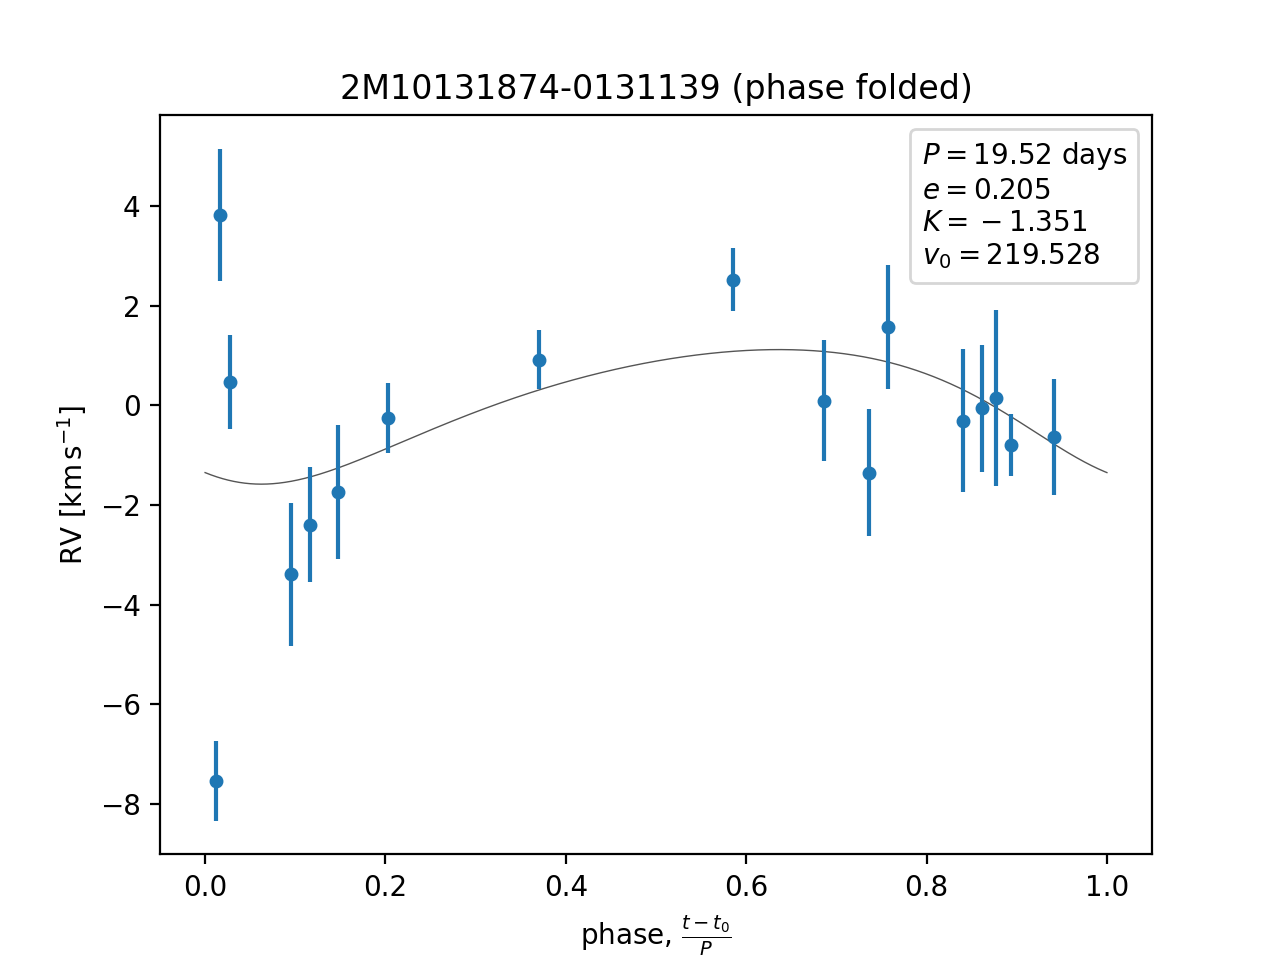 2M10131874-0131139 (phase folded)
P = 19.52 days
e = 0.205
K = −1.351
v₀ = 219.528
4
2
0
−2
−4
−6
−8
RV [km s⁻¹]
0.0 0.2 0.4 0.6 0.8 1.0
phase, (t − t₀)/P